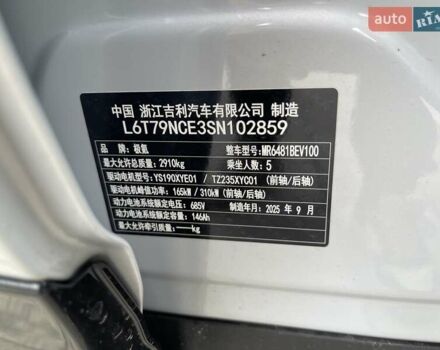 auto RIA
中国 浙江吉利汽车有限公司 制造
L6T79NCE3SN102859
品牌：极氪 整车型号：MR6481BEV100
最大允许总质量：2910kg 乘坐人数：5
驱动电机型号：YS190XYE01 / TZ235XYC01 (前轴/后轴)
驱动电机峰值功率：165kW / 310kW (前轴/后轴)
动力电池系统额定电压：685V 制造年月：2025 年 9 月
动力电池系统额定容量：146Ah
最大允许牵引质量：——kg